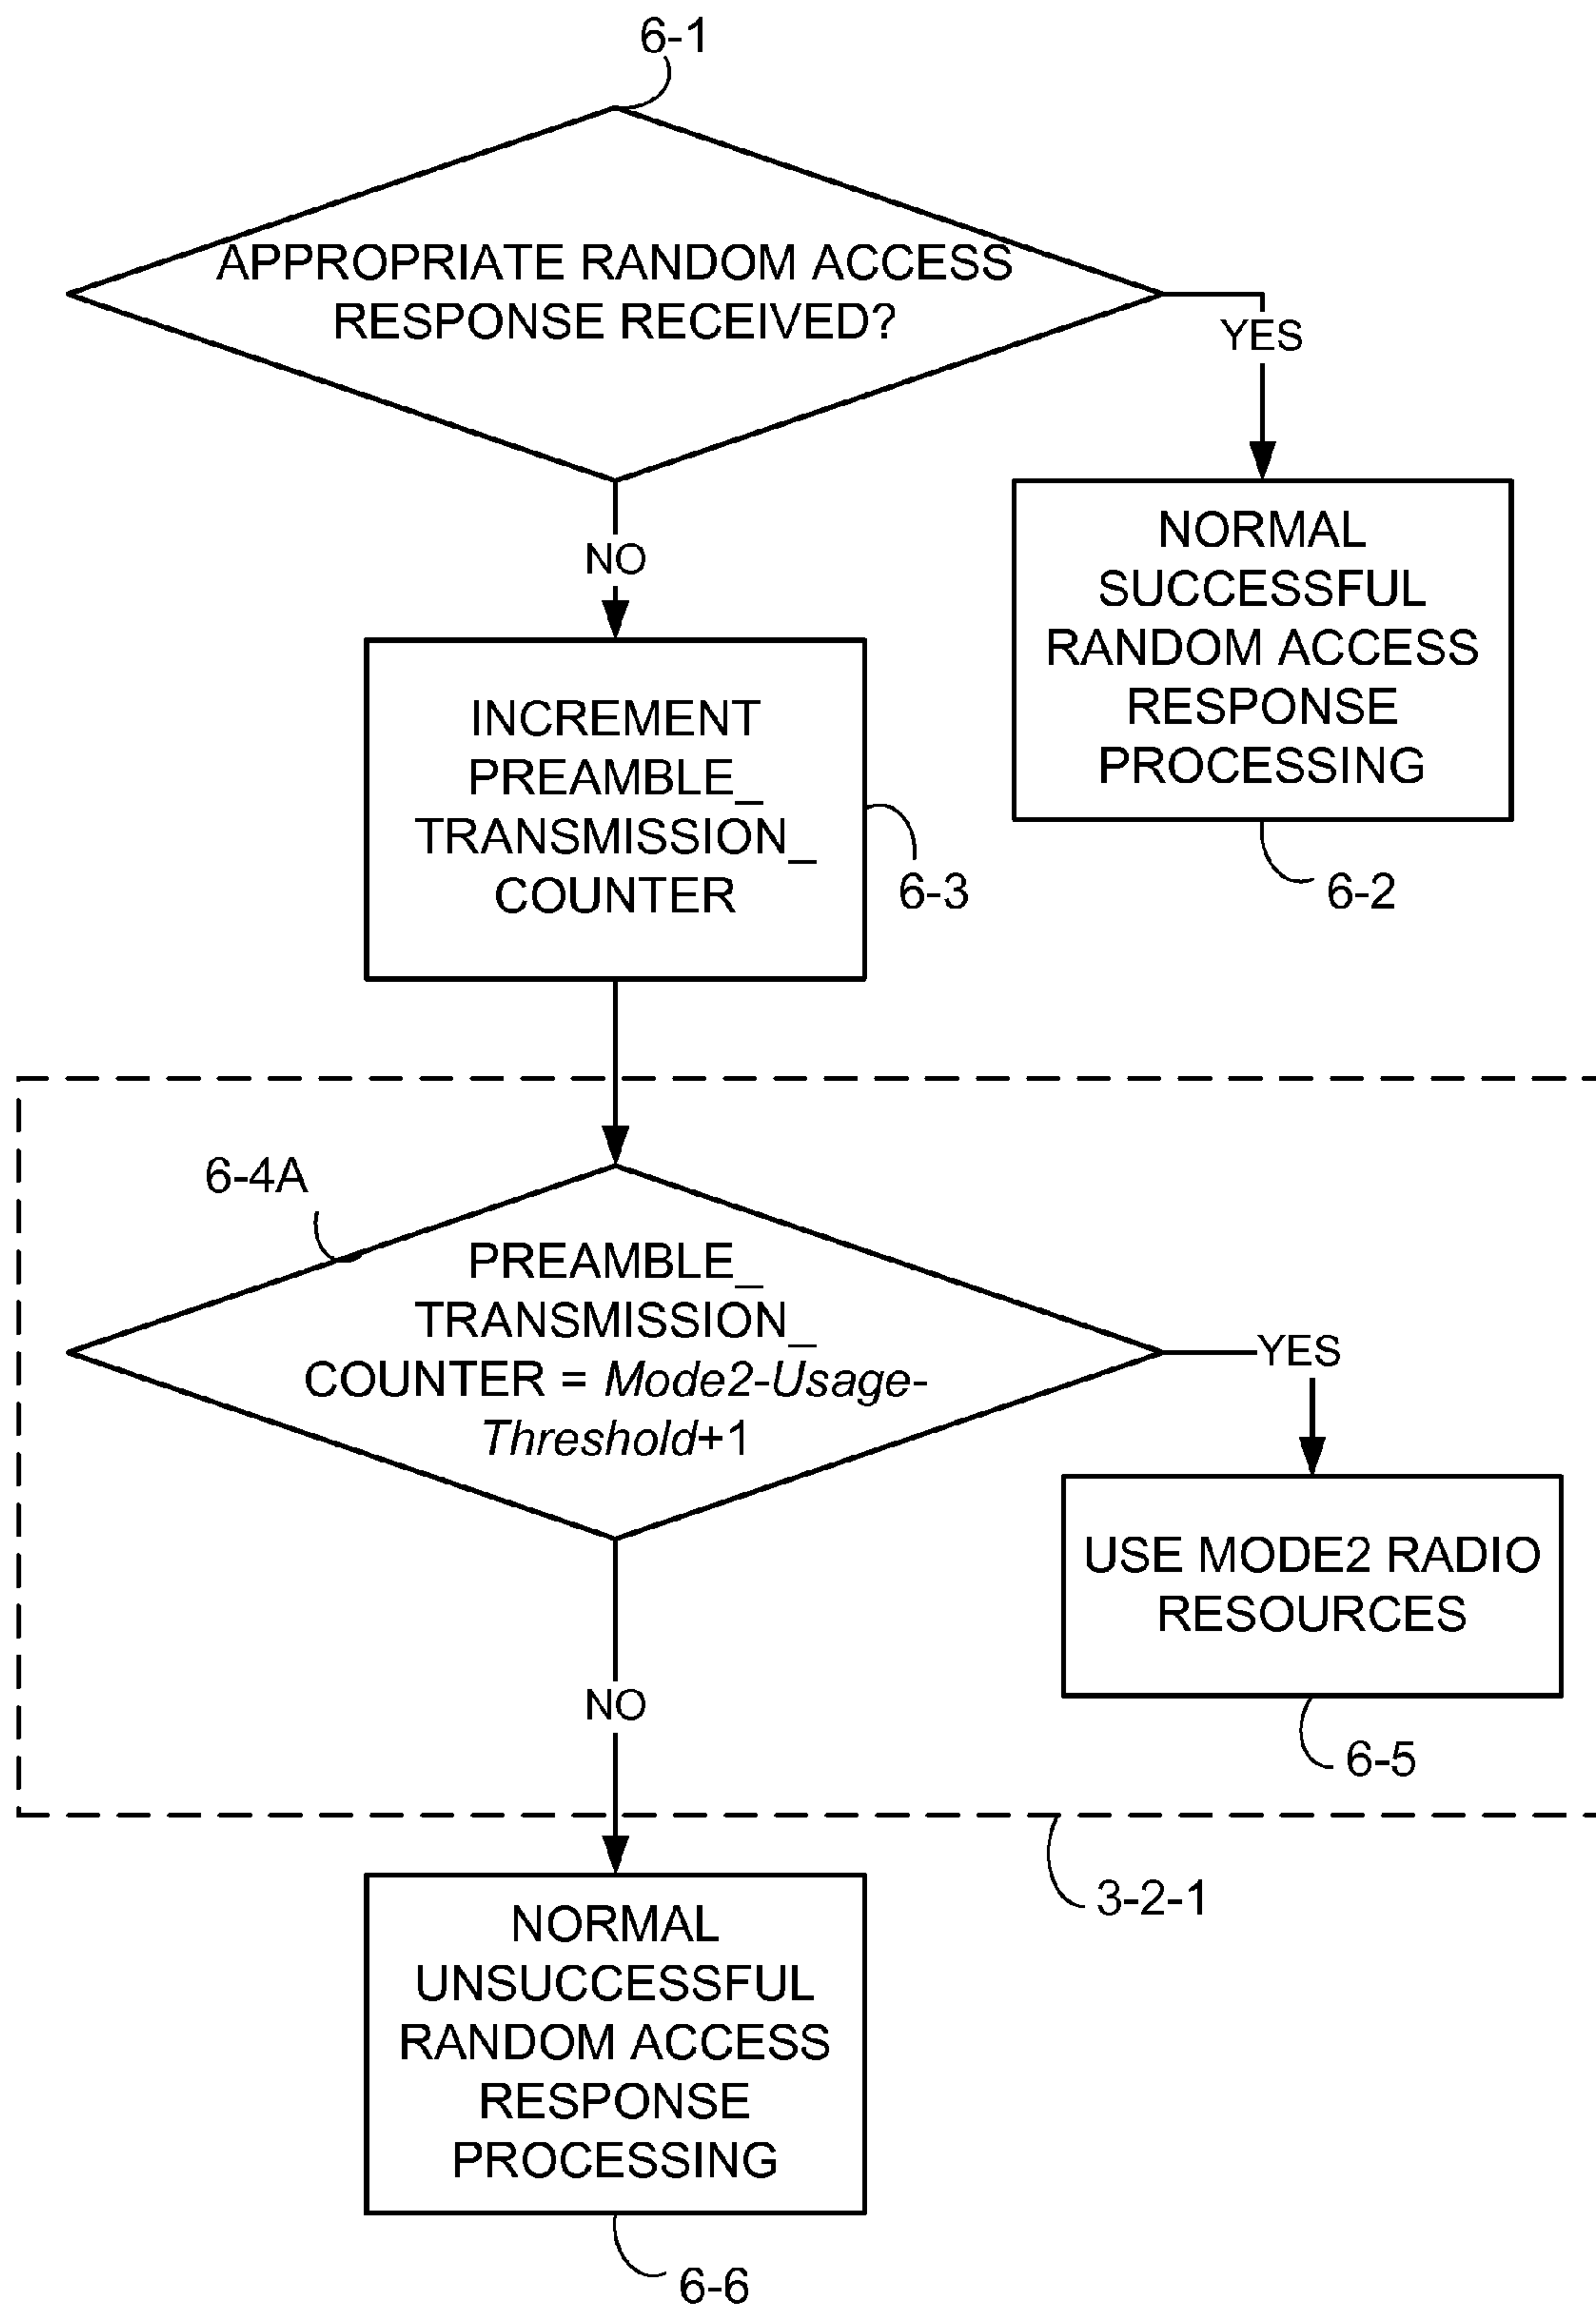 6-1
APPROPRIATE RANDOM ACCESS
RESPONSE RECEIVED?
YES
NORMAL
SUCCESSFUL
RANDOM ACCESS
RESPONSE
PROCESSING
6-2
NO
INCREMENT
PREAMBLE_
TRANSMISSION_
COUNTER
6-3
6-4A
PREAMBLE_
TRANSMISSION_
COUNTER = Mode2-Usage-
Threshold+1
YES
USE MODE2 RADIO
RESOURCES
6-5
NO
3-2-1
NORMAL
UNSUCCESSFUL
RANDOM ACCESS
RESPONSE
PROCESSING
6-6